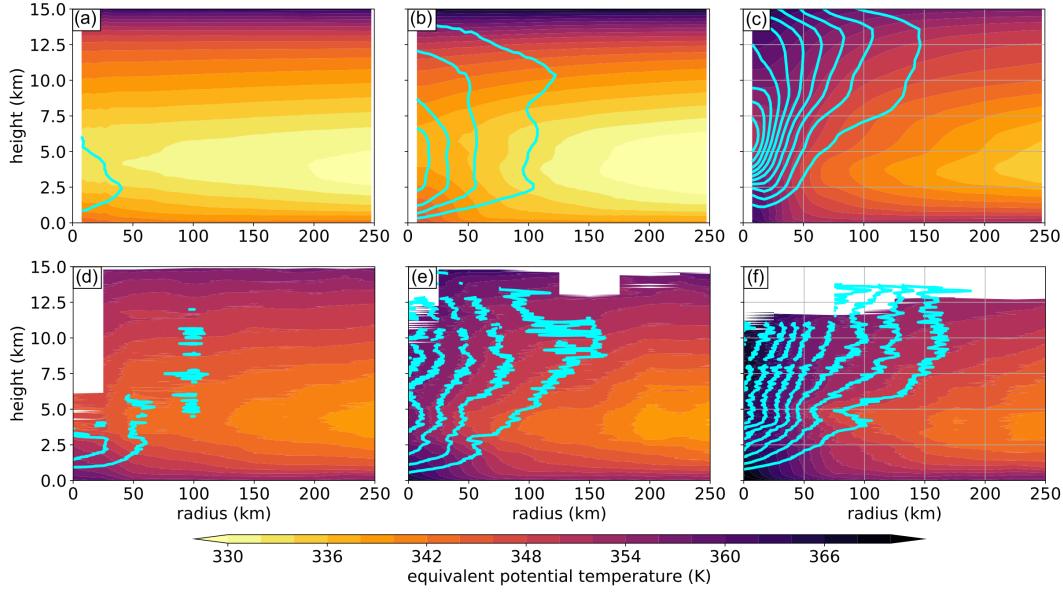 (a)
(b)
(c)
15.0
12.5
10.0
7.5
5.0
2.5
0.0
height (km)
0 50 100 150 200 250
0 50 100 150 200 250
0 50 100 150 200 250
(d)
(e)
(f)
15.0
12.5
10.0
7.5
5.0
2.5
0.0
height (km)
0 50 100 150 200 250
0 50 100 150 200 250
0 50 100 150 200 250
radius (km)
radius (km)
radius (km)
330 336 342 348 354 360 366
equivalent potential temperature (K)